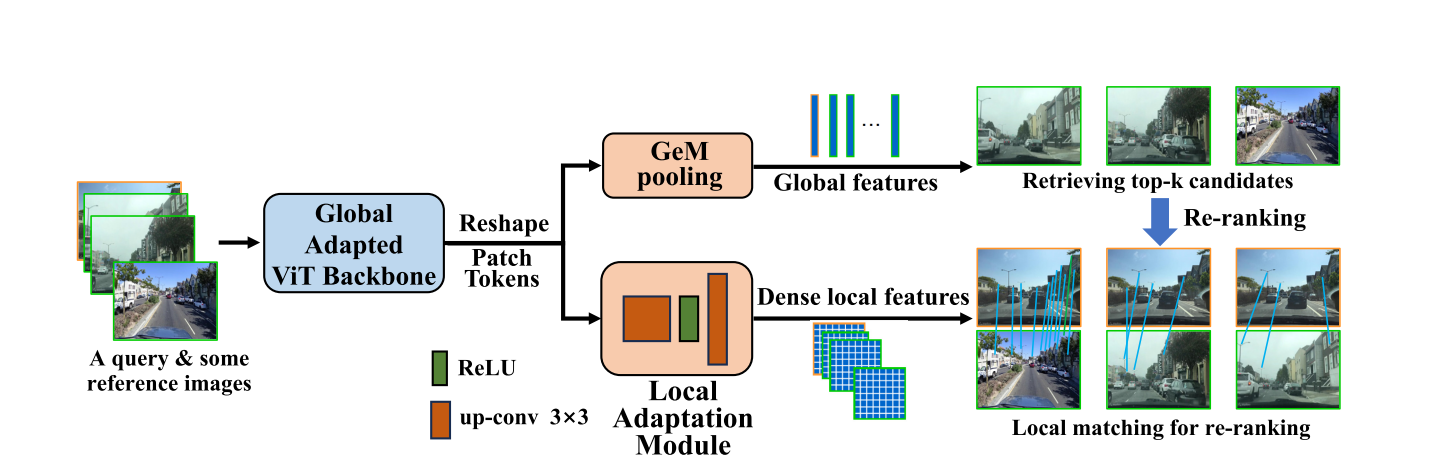 A query & some
reference images
Global
Adapted
ViT Backbone
Reshape
Patch
Tokens
GeM
pooling
...
Global features
Retrieving top-k candidates
Re-ranking
Dense local features
Local
Adaptation
Module
ReLU
up-conv 3×3
Local matching for re-ranking